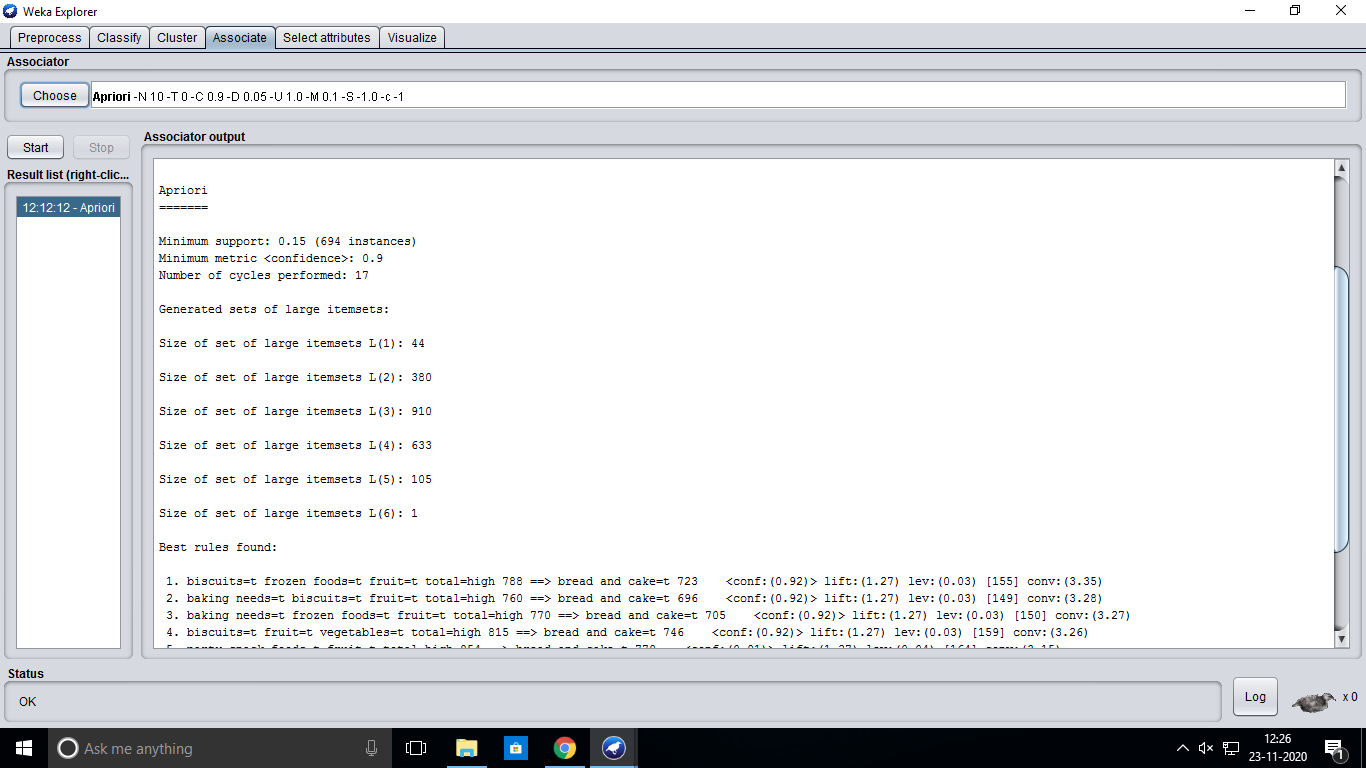 Weka Explorer
Preprocess Classify Cluster Associate Select attributes Visualize
Associator
Choose Apriori -N 10 -T 0 -C 0.9 -D 0.05 -U 1.0 -M 0.1 -S -1.0 -c -1
Start Stop
Result list (right-clic...
12:12:12 - Apriori
Associator output
Apriori
=======
Minimum support: 0.15 (694 instances)
Minimum metric <confidence>: 0.9
Number of cycles performed: 17
Generated sets of large itemsets:
Size of set of large itemsets L(1): 44
Size of set of large itemsets L(2): 380
Size of set of large itemsets L(3): 910
Size of set of large itemsets L(4): 633
Size of set of large itemsets L(5): 105
Size of set of large itemsets L(6): 1
Best rules found:
1. biscuits=t frozen foods=t fruit=t total=high 788 ==> bread and cake=t 723 <conf:(0.92)> lift:(1.27) lev:(0.03) [155] conv:(3.35)
2. baking needs=t biscuits=t fruit=t total=high 760 ==> bread and cake=t 696 <conf:(0.92)> lift:(1.27) lev:(0.03) [149] conv:(3.28)
3. baking needs=t frozen foods=t fruit=t total=high 770 ==> bread and cake=t 705 <conf:(0.92)> lift:(1.27) lev:(0.03) [150] conv:(3.27)
4. biscuits=t fruit=t vegetables=t total=high 815 ==> bread and cake=t 746 <conf:(0.92)> lift:(1.27) lev:(0.03) [159] conv:(3.26)
Status
OK
Log
x 0
Ask me anything
12:26
23-11-2020
1